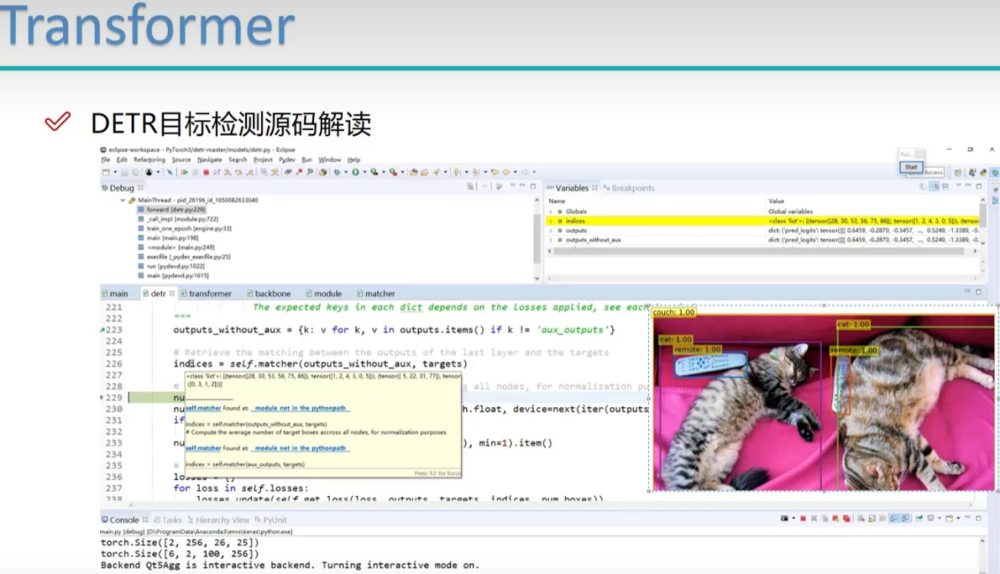 Transformer
DETR目标检测源码解读
eclipse-workspace - PyTorch3/detr-master/models/detr.py - Eclipse
File Edit Refactoring Source Navigate Search Project Pydev Run Window Help
Start
Access
Debug
MainThread - pid_26196_id_1650082633040
forward [detr.py:229]
_call_impl [module.py:722]
train_one_epoch [engine.py:33]
main [main.py:198]
<module> [main.py:249]
execfile [_pydev_execfile.py:25]
run [pydevd.py:1022]
main [pydevd.py:1615]
Variables Breakpoints
Name Value
Globals Global variables
indices <class 'list'>: [(tensor([28, 30, 53, 56, 75, 86]), tensor([1, 2, 4, 3, 0, 5])), (tensor
outputs dict: {'pred_logits': tensor([[[ 0.6459, -0.2870, -0.3457, ..., 0.5249, -1.3389, -0.
outputs_without_aux dict: {'pred_logits': tensor([[[ 0.6459, -0.2870, -0.3457, ..., 0.5249, -1.3389, -0.
main detr transformer backbone module matcher
221 The expected keys in each dict depends on the losses applied, see each
222 """
223 outputs_without_aux = {k: v for k, v in outputs.items() if k != 'aux_outputs'}
224
225 # Retrieve the matching between the outputs of the last layer and the targets
226 indices = self.matcher(outputs_without_aux, targets)
227
228 # s all nodes, for normalization pu
229 nu
230 nu h.float, device=next(iter(outputs
231 if
232
233 nu ), min=1).item()
234
235 #
236 losses = {}
237 for loss in self.losses:
238 losses.update(self.get_loss(loss, outputs, targets, indices, num_boxes))
<class 'list'>: [(tensor([28, 30, 53, 56, 75, 86]), tensor([1, 2, 4, 3, 0, 5])), (tensor([ 5, 22, 31, 77]), tensor
([0, 3, 1, 2]))]
self.matcher Found at: module not in the pythonpath
indices = self.matcher(outputs_without_aux, targets)
# Compute the average number of target boxes accross all nodes, for normalization purposes
self.matcher Found at: module not in the pythonpath
indices = self.matcher(aux_outputs, targets)
Press 'F2' for focus
couch: 1.00
cat: 1.00
cat: 1.00
remote: 1.00
remote: 1.00
Console Tasks Hierarchy View PyUnit
main.py [debug] [D:\ProgramData\Anaconda3\envs\keras\python.exe]
torch.Size([2, 256, 26, 25])
torch.Size([6, 2, 100, 256])
Backend Qt5Agg is interactive backend. Turning interactive mode on.